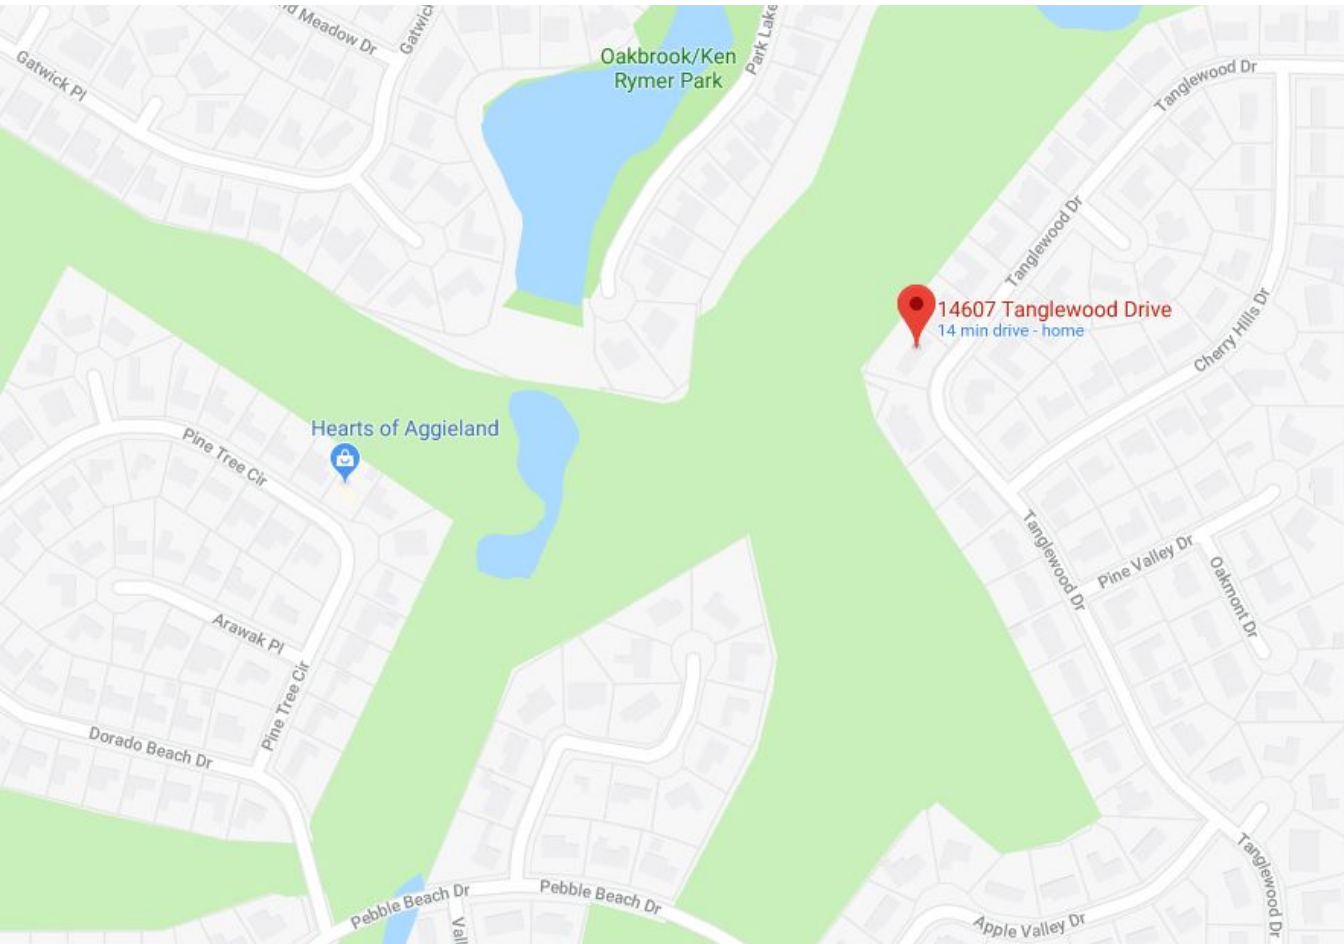 nd Meadow Dr
Gatwick
Gatwick Pl
Oakbrook/Ken
Rymer Park
Park Lake
Tanglewood Dr
Tanglewood Dr
14607 Tanglewood Drive
14 min drive - home
Cherry Hills Dr
Hearts of Aggieland
Pine Tree Cir
Tanglewood Dr
Pine Valley Dr
Oakmont Dr
Arawak Pl
Pine Tree Cir
Dorado Beach Dr
Tanglewood Dr
Pebble Beach Dr
Pebble Beach Dr
Apple Valley Dr
Vall